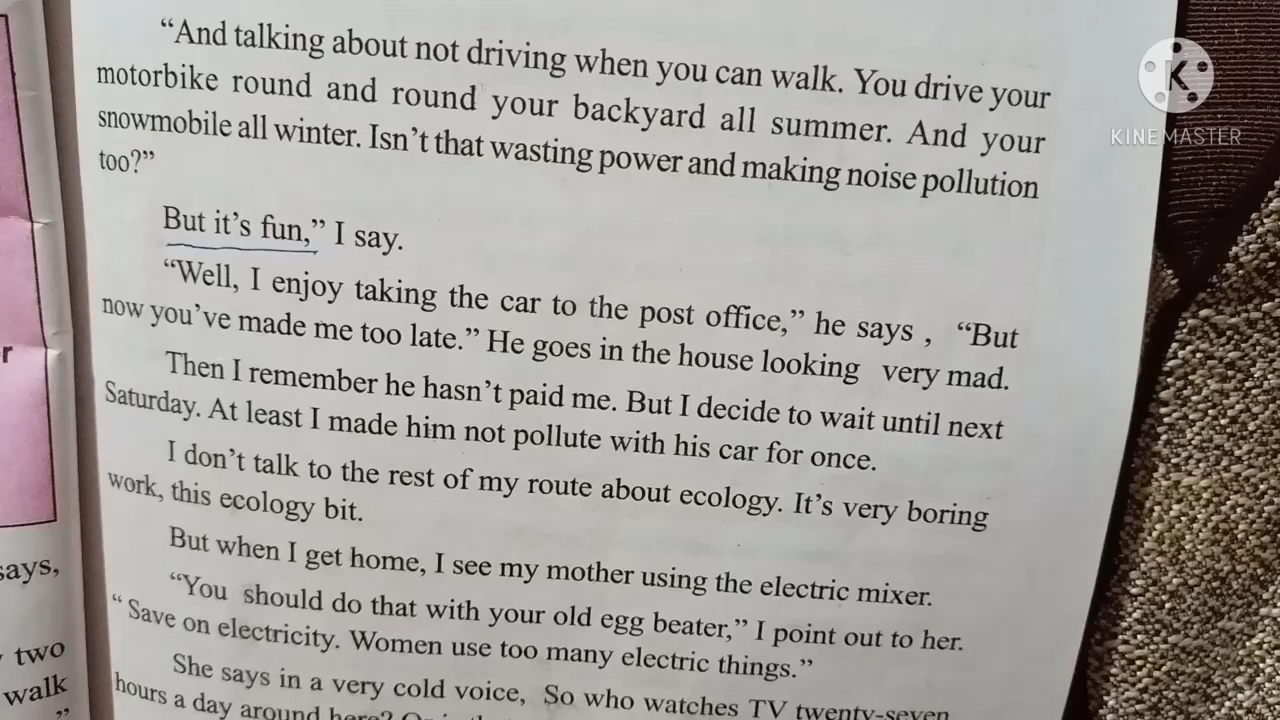 “And talking about not driving when you can walk. You drive your
motorbike round and round your backyard all summer. And your
snowmobile all winter. Isn’t that wasting power and making noise pollution
too?”
But it’s fun,” I say.
“Well, I enjoy taking the car to the post office,” he says , “But
now you’ve made me too late.” He goes in the house looking very mad.
Then I remember he hasn’t paid me. But I decide to wait until next
Saturday. At least I made him not pollute with his car for once.
I don’t talk to the rest of my route about ecology. It’s very boring
work, this ecology bit.
But when I get home, I see my mother using the electric mixer.
“You should do that with your old egg beater,” I point out to her.
“ Save on electricity. Women use too many electric things.”
She says in a very cold voice, So who watches TV twenty-seven
hours a day around here?
r
says,
two
walk
”
K
KINEMASTER